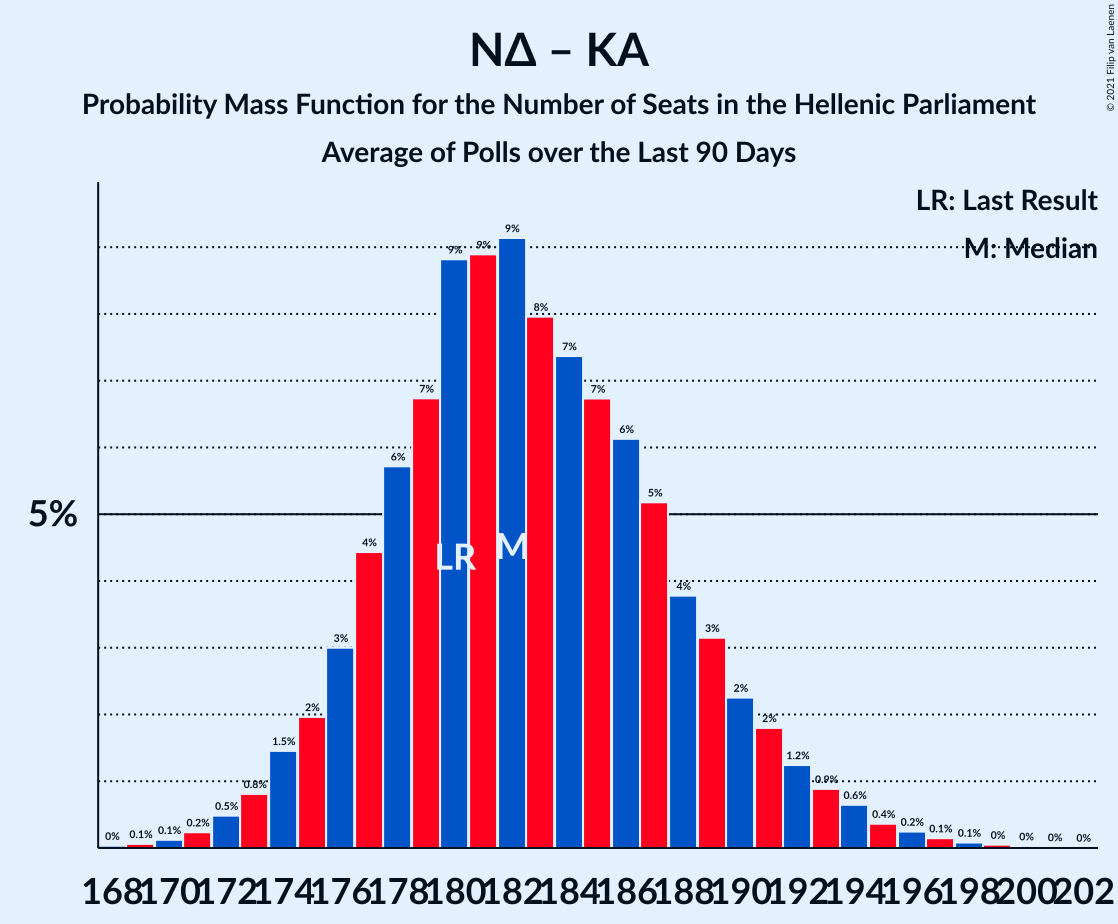 ΝΔ – ΚΑ
Probability Mass Function for the Number of Seats in the Hellenic Parliament
Average of Polls over the Last 90 Days
© 2021 Filip van Laenen
LR: Last Result
M: Median
5%
0% 0.1% 0.1% 0.2% 0.5% 0.8% 1.5% 2% 3% 4% 6% 7% 9% 9% 9% 8% 7% 7% 6% 5% 4% 3% 2% 2% 1.2% 0.9% 0.6% 0.4% 0.2% 0.1% 0.1% 0% 0% 0% 0%
LR M
168 170 172 174 176 178 180 182 184 186 188 190 192 194 196 198 200 202